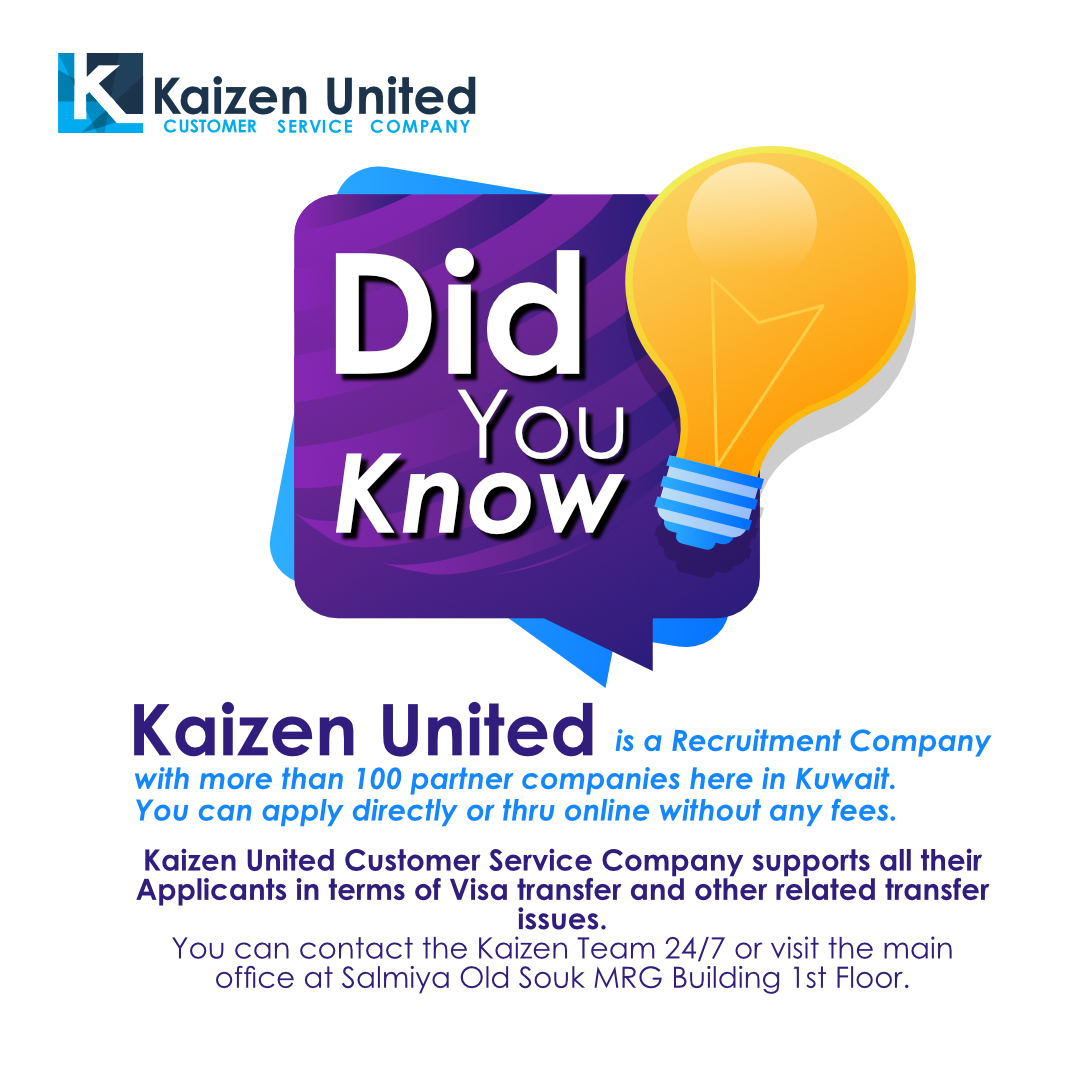 Kaizen United
CUSTOMER SERVICE COMPANY
Did
You
Know
Kaizen United is a Recruitment Company
with more than 100 partner companies here in Kuwait.
You can apply directly or thru online without any fees.
Kaizen United Customer Service Company supports all their
Applicants in terms of Visa transfer and other related transfer
issues.
You can contact the Kaizen Team 24/7 or visit the main
office at Salmiya Old Souk MRG Building 1st Floor.